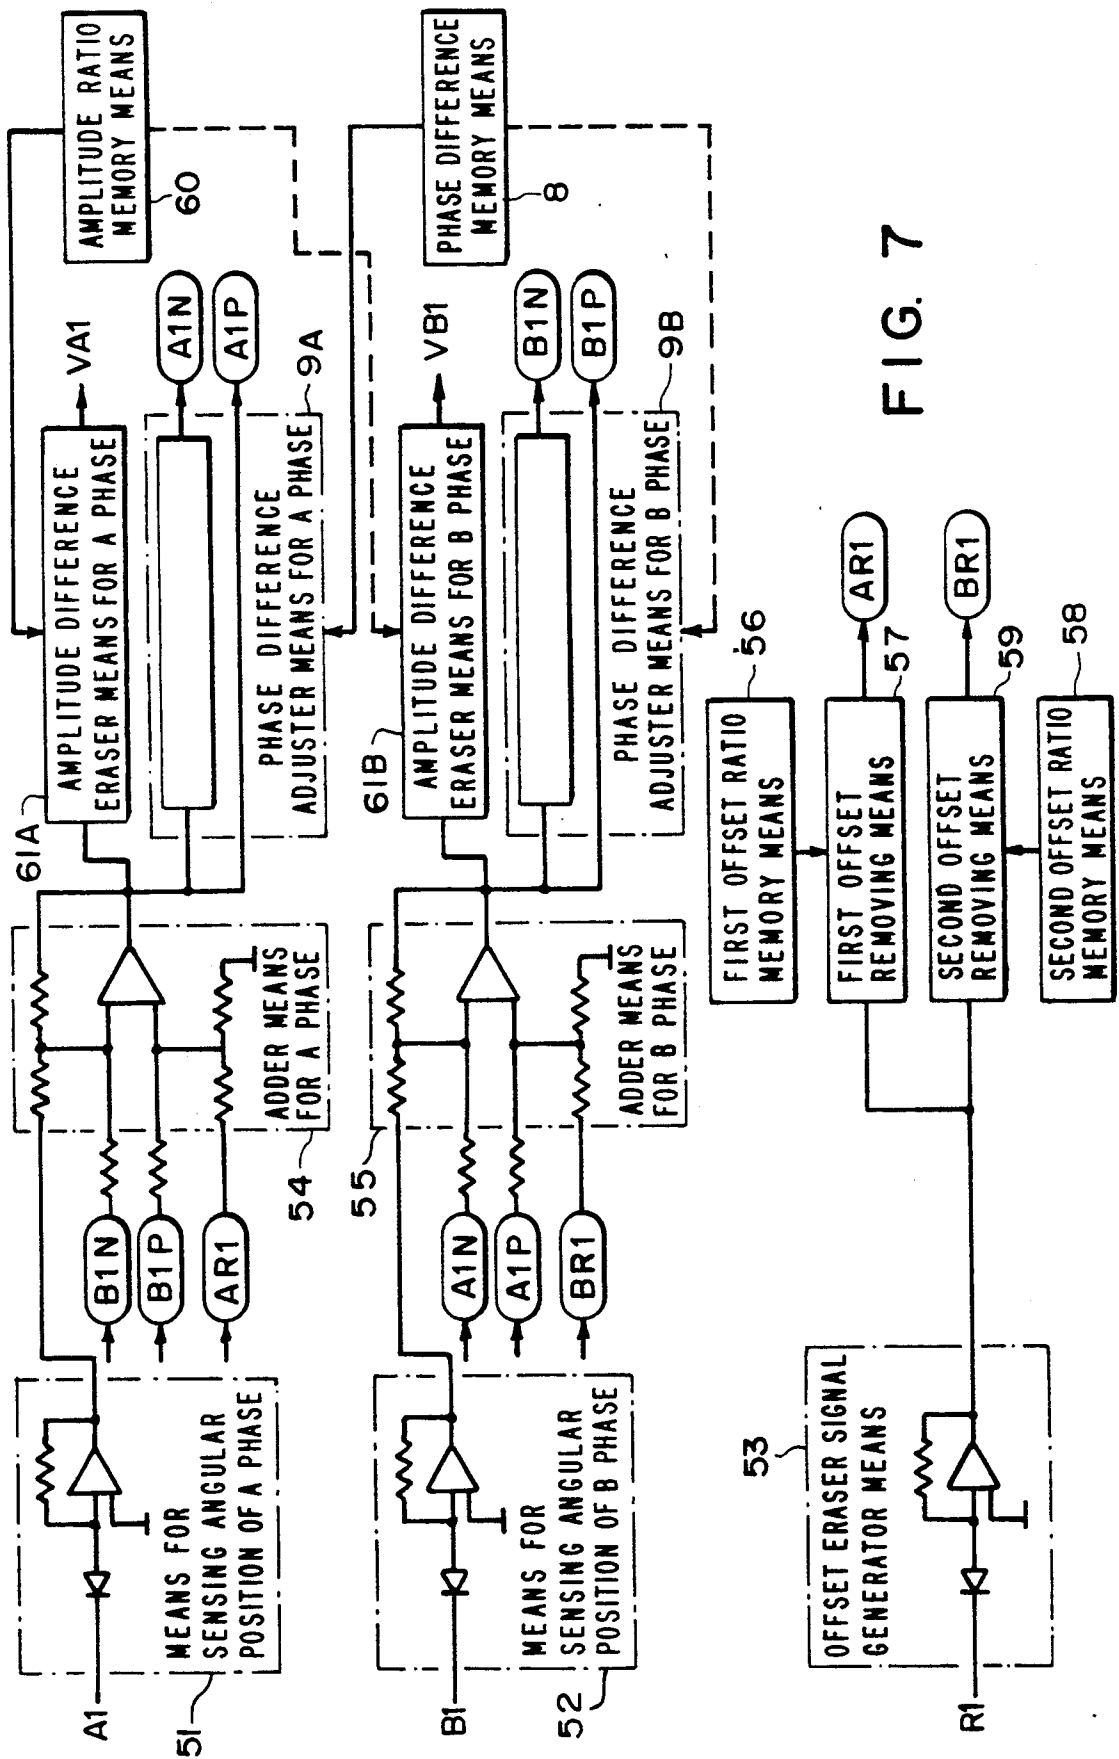 A1
51
MEANS FOR
SENSING ANGULAR
POSITION OF A PHASE
B1N
B1P
AR1
54
ADDER MEANS
FOR A PHASE
61A
AMPLITUDE DIFFERENCE
ERASER MEANS FOR A PHASE
VA1
PHASE DIFFERENCE
ADJUSTER MEANS FOR A PHASE
9A
A1N
A1P
AMPLITUDE RATIO
MEMORY MEANS
60
B1
52
MEANS FOR
SENSING ANGULAR
POSITION OF B PHASE
A1N
A1P
BR1
55
ADDER MEANS
FOR B PHASE
61B
AMPLITUDE DIFFERENCE
ERASER MEANS FOR B PHASE
VB1
PHASE DIFFERENCE
ADJUSTER MEANS FOR B PHASE
9B
B1N
B1P
PHASE DIFFERENCE
MEMORY MEANS
8
R1
53
OFFSET ERASER SIGNAL
GENERATOR MEANS
FIRST OFFSET RATIO
MEMORY MEANS
56
FIRST OFFSET
REMOVING MEANS
57
AR1
SECOND OFFSET
REMOVING MEANS
59
BR1
SECOND OFFSET RATIO
MEMORY MEANS
58
FIG. 7